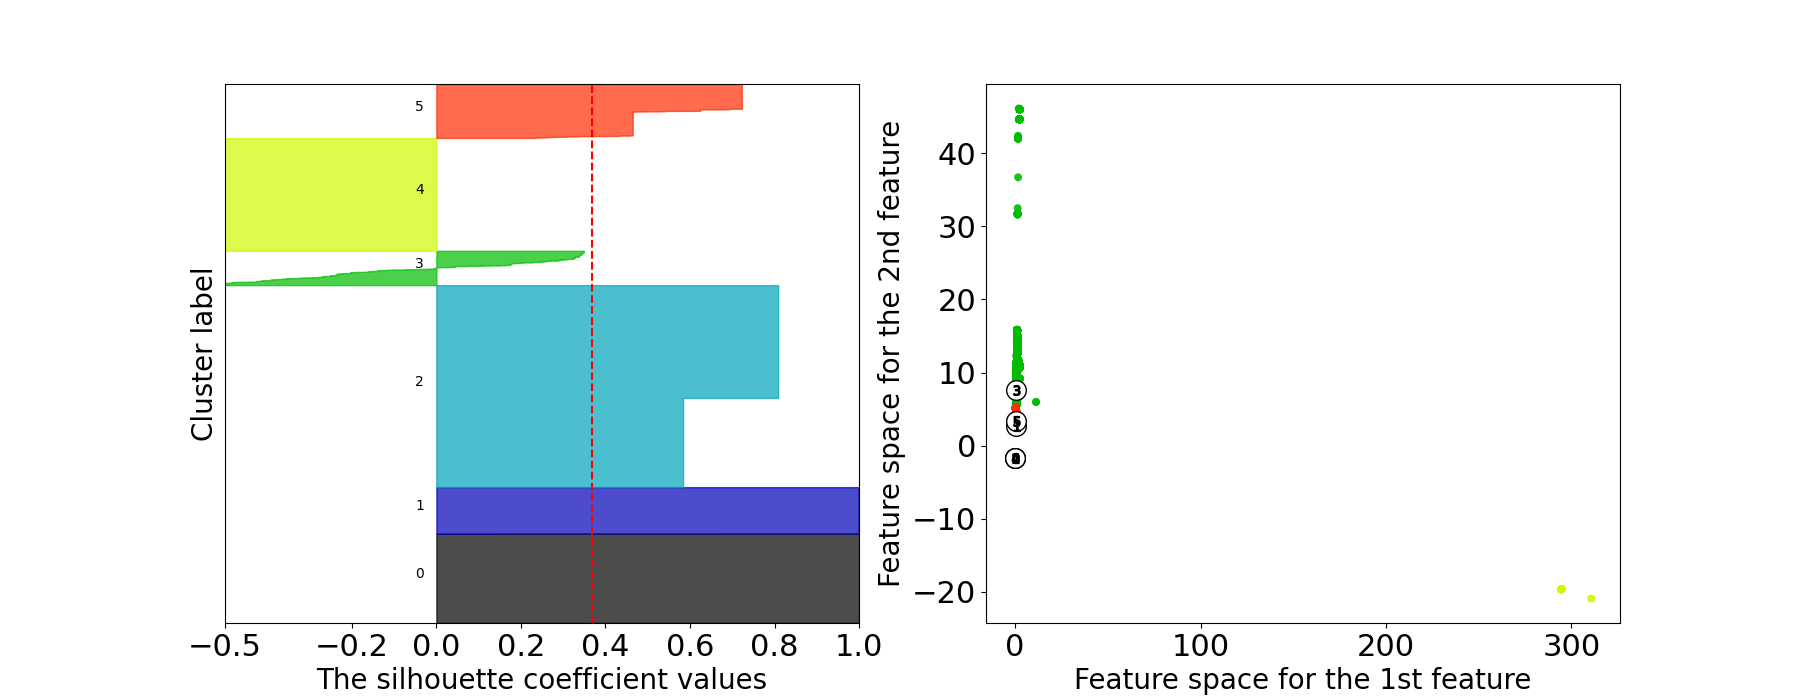 5
4
3
2
1
0
Cluster label
−0.5 −0.2 0.0 0.2 0.4 0.6 0.8 1.0
The silhouette coefficient values
40
30
20
10
0
−10
−20
Feature space for the 2nd feature
3
5
1
0 100 200 300
Feature space for the 1st feature